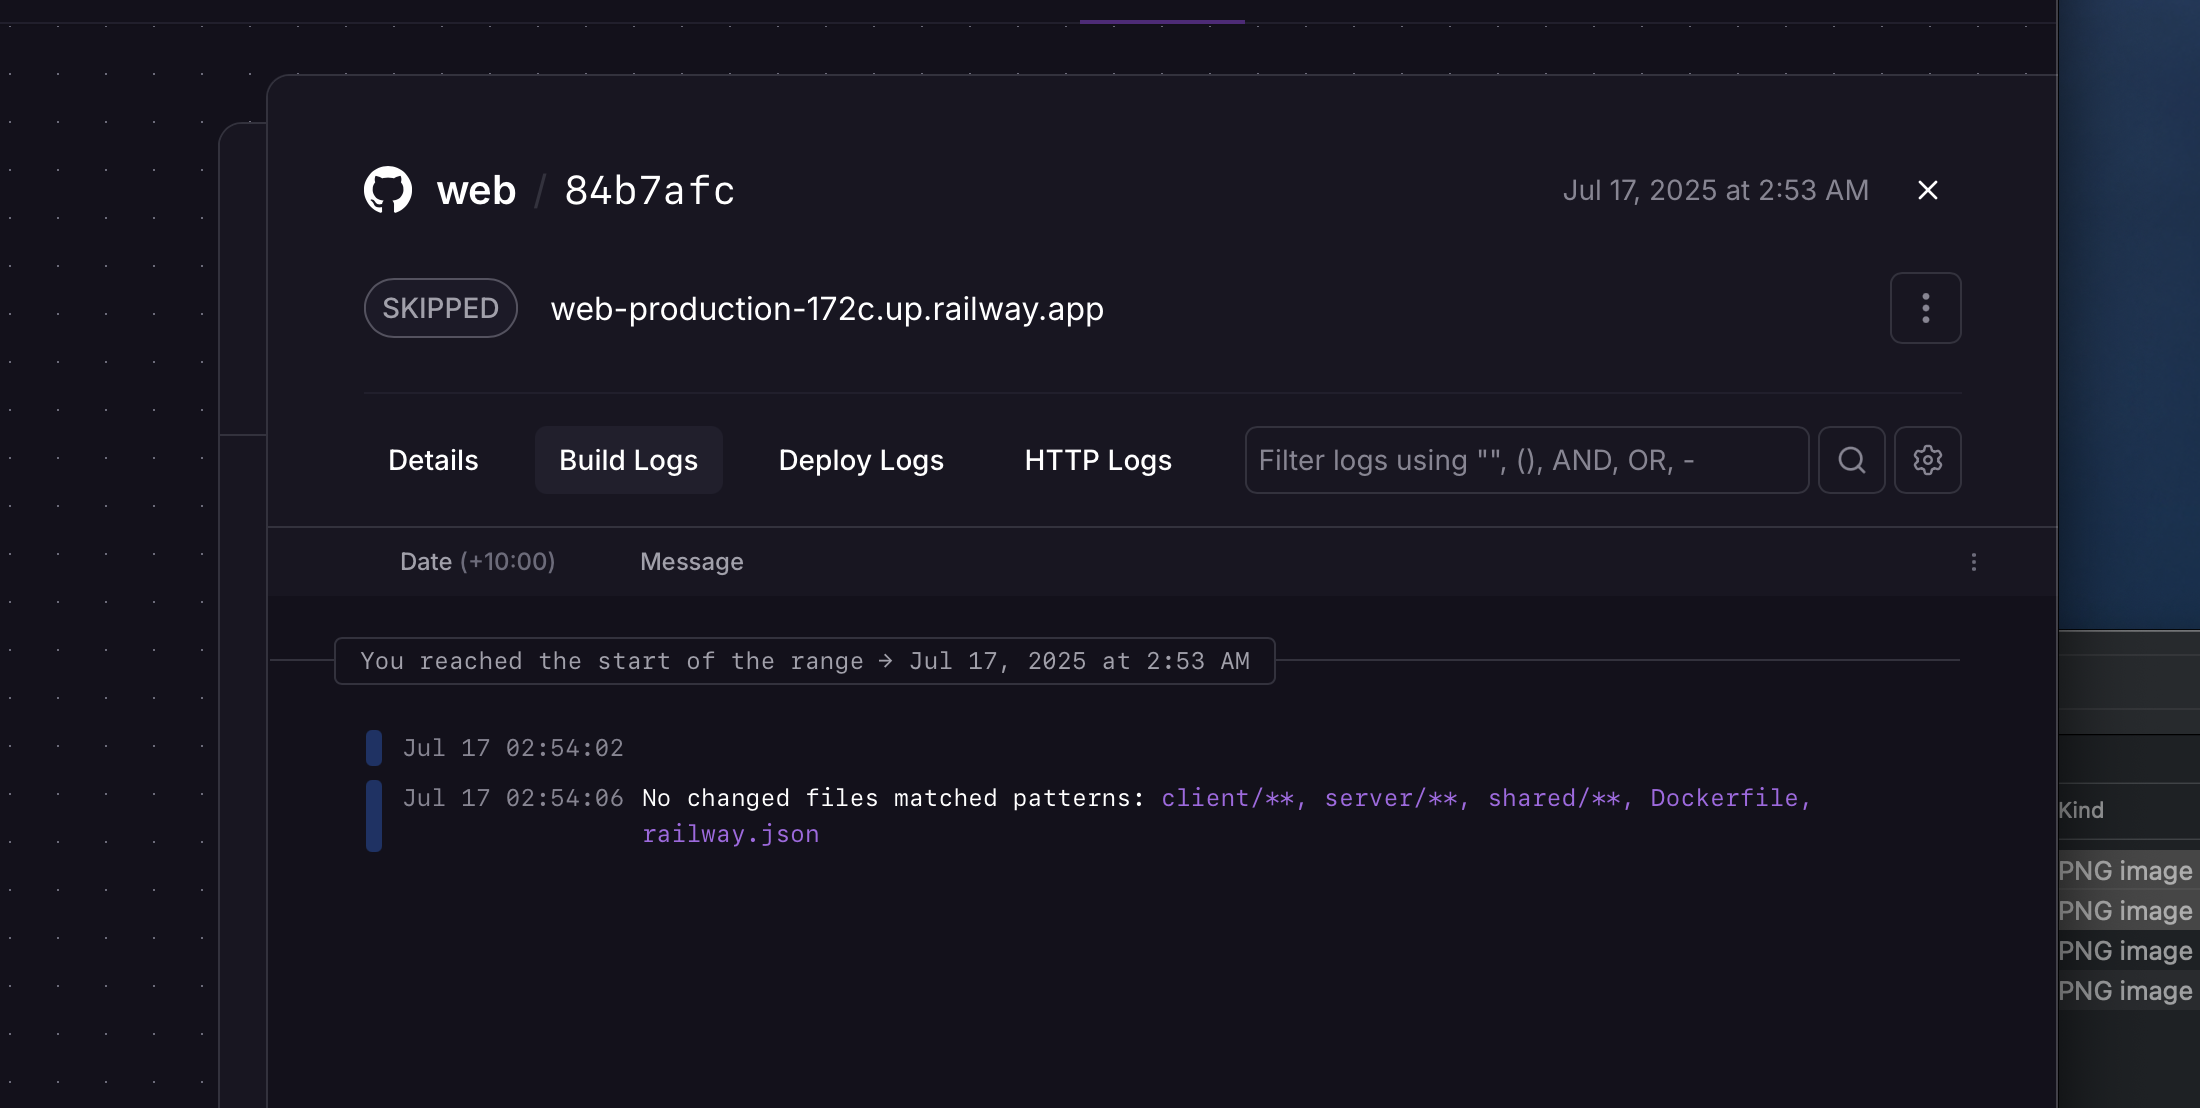 web / 84b7afc
Jul 17, 2025 at 2:53 AM
SKIPPED
web-production-172c.up.railway.app
Details
Build Logs
Deploy Logs
HTTP Logs
Filter logs using "", (), AND, OR, -
Date (+10:00)
Message
You reached the start of the range → Jul 17, 2025 at 2:53 AM
Jul 17 02:54:02
Jul 17 02:54:06 No changed files matched patterns: client/**, server/**, shared/**, Dockerfile,
railway.json
Kind
PNG image
PNG image
PNG image
PNG image